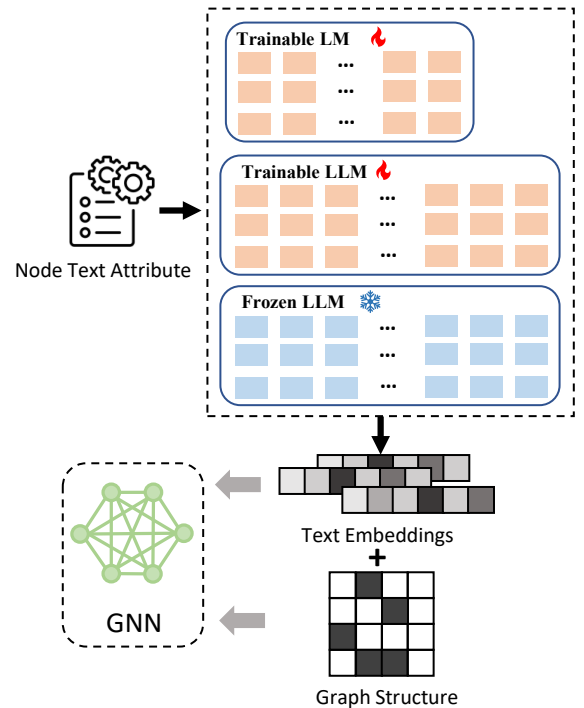 Trainable LM
...
...
...
Trainable LLM
...
...
...
Node Text Attribute
Frozen LLM
...
...
...
Text Embeddings
+
GNN
Graph Structure